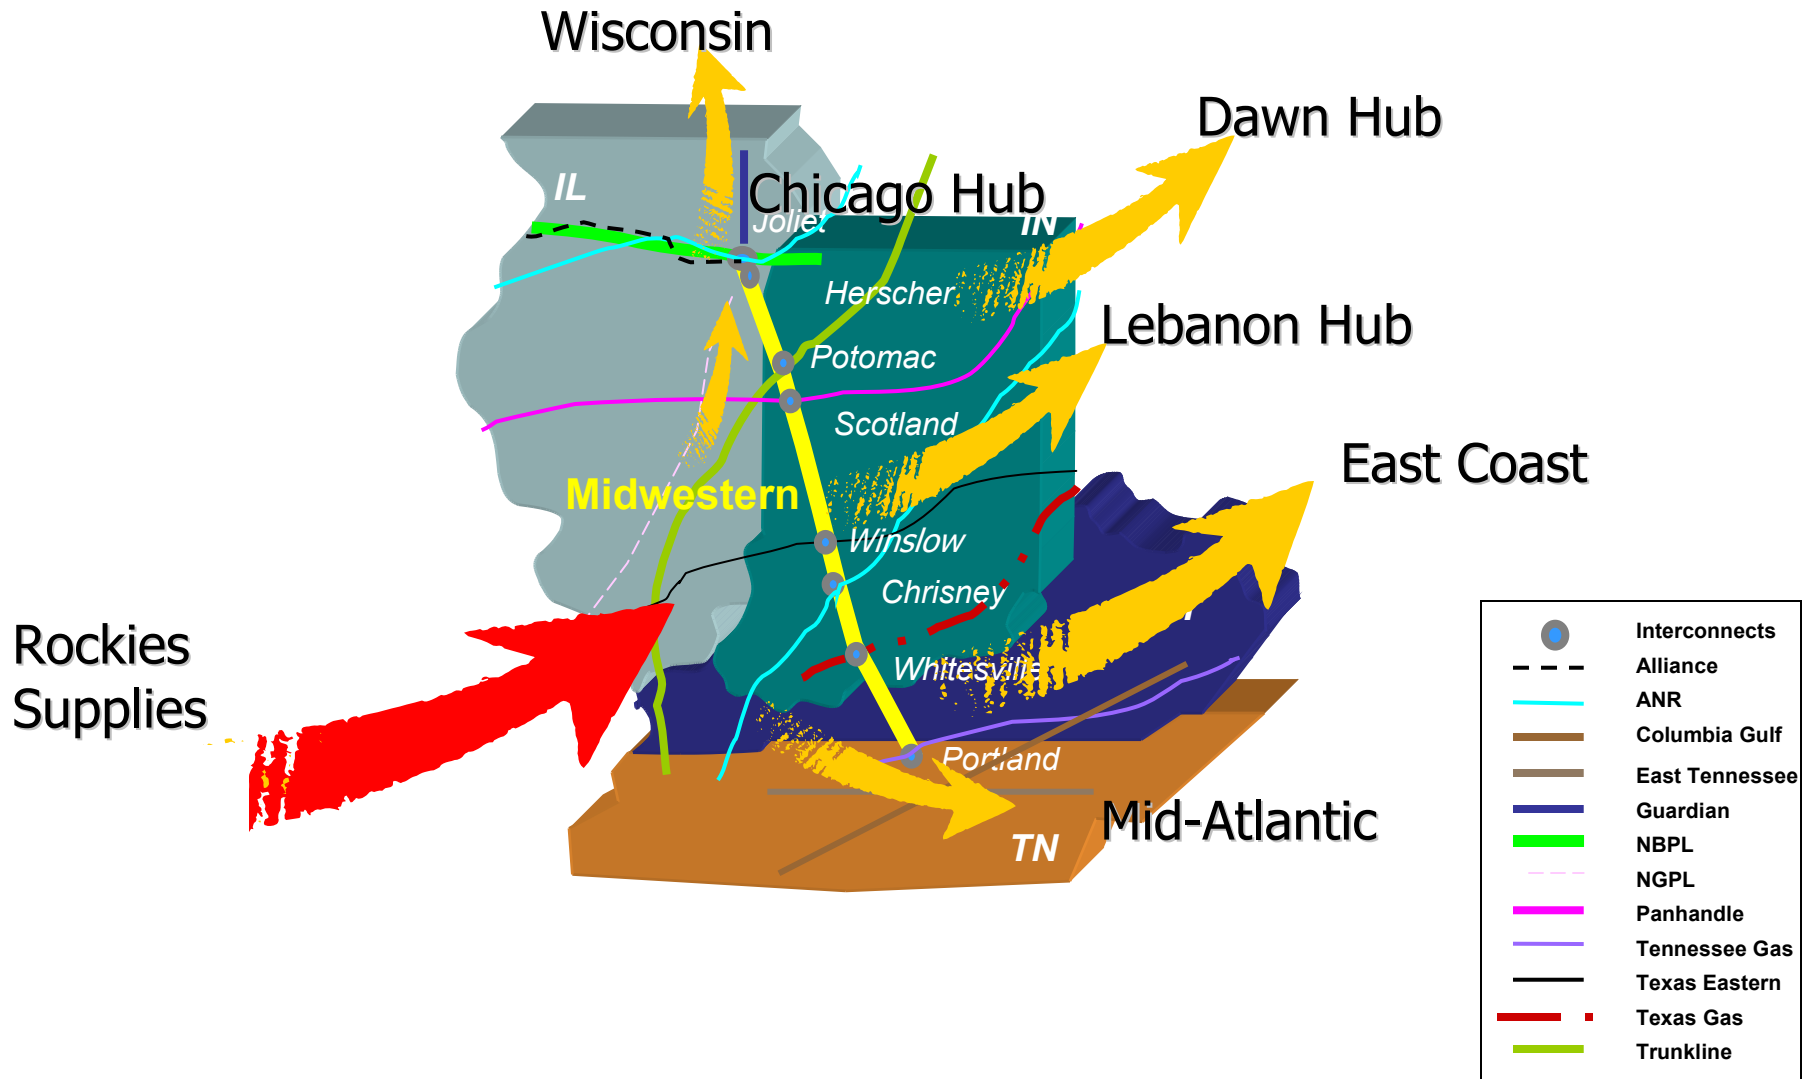 Wisconsin
Dawn Hub
IL
Chicago Hub
Joliet
IN
Herscher
Lebanon Hub
Potomac
Scotland
East Coast
Midwestern
Winslow
Chrisney
Rockies
Supplies
Whitesville
Portland
Mid-Atlantic
TN
Interconnects
Alliance
ANR
Columbia Gulf
East Tennessee
Guardian
NBPL
NGPL
Panhandle
Tennessee Gas
Texas Eastern
Texas Gas
Trunkline